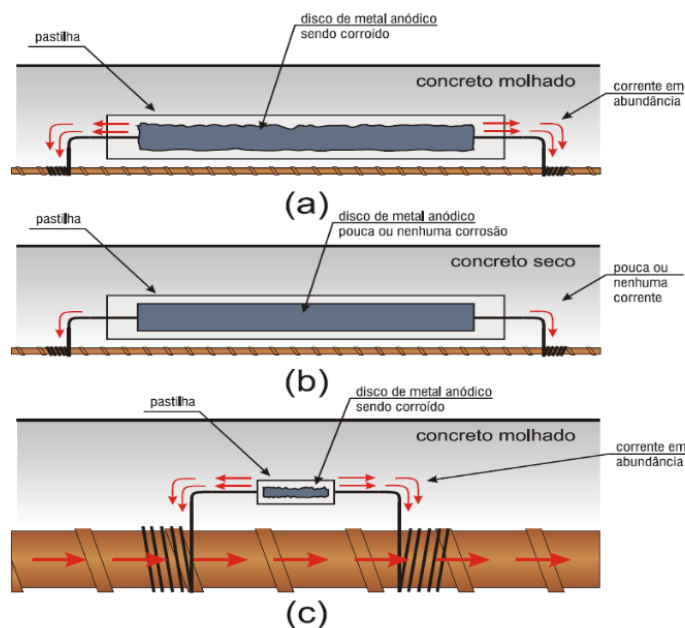 disco de metal anódico
sendo corroído
pastilha
concreto molhado
corrente em
abundância
(a)
disco de metal anódico
pouca ou nenhuma corrosão
pastilha
concreto seco
pouca ou
nenhuma
corrente
(b)
disco de metal anódico
sendo corroído
pastilha
concreto molhado
corrente em
abundância
(c)